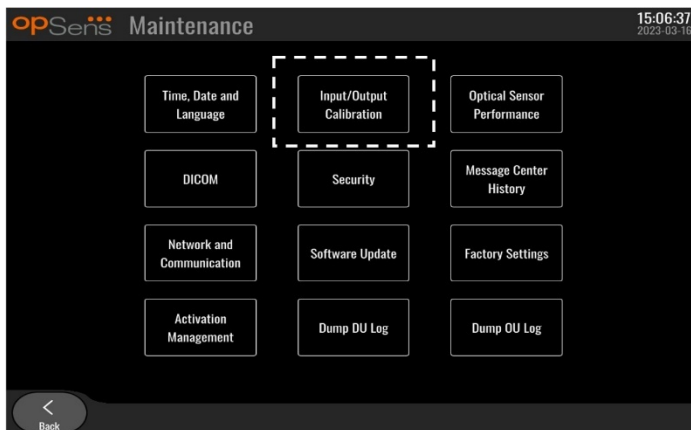 opSens Maintenance
15:06:37
2023-03-16
Time, Date and
Language
Input/Output
Calibration
Optical Sensor
Performance
DICOM
Security
Message Center
History
Network and
Communication
Software Update
Factory Settings
Activation
Management
Dump DU Log
Dump OU Log
Back